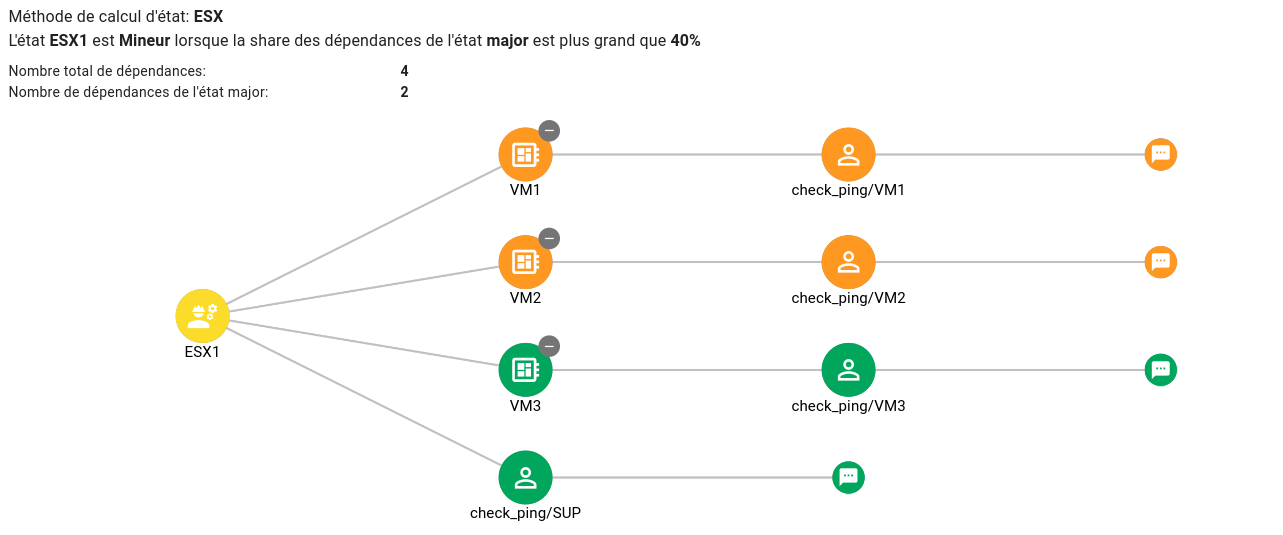 Méthode de calcul d'état: ESX
L'état ESX1 est Mineur lorsque la share des dépendances de l'état major est plus grand que 40%
Nombre total de dépendances: 4
Nombre de dépendances de l'état major: 2
VM1
check_ping/VM1
VM2
check_ping/VM2
ESX1
VM3
check_ping/VM3
check_ping/SUP